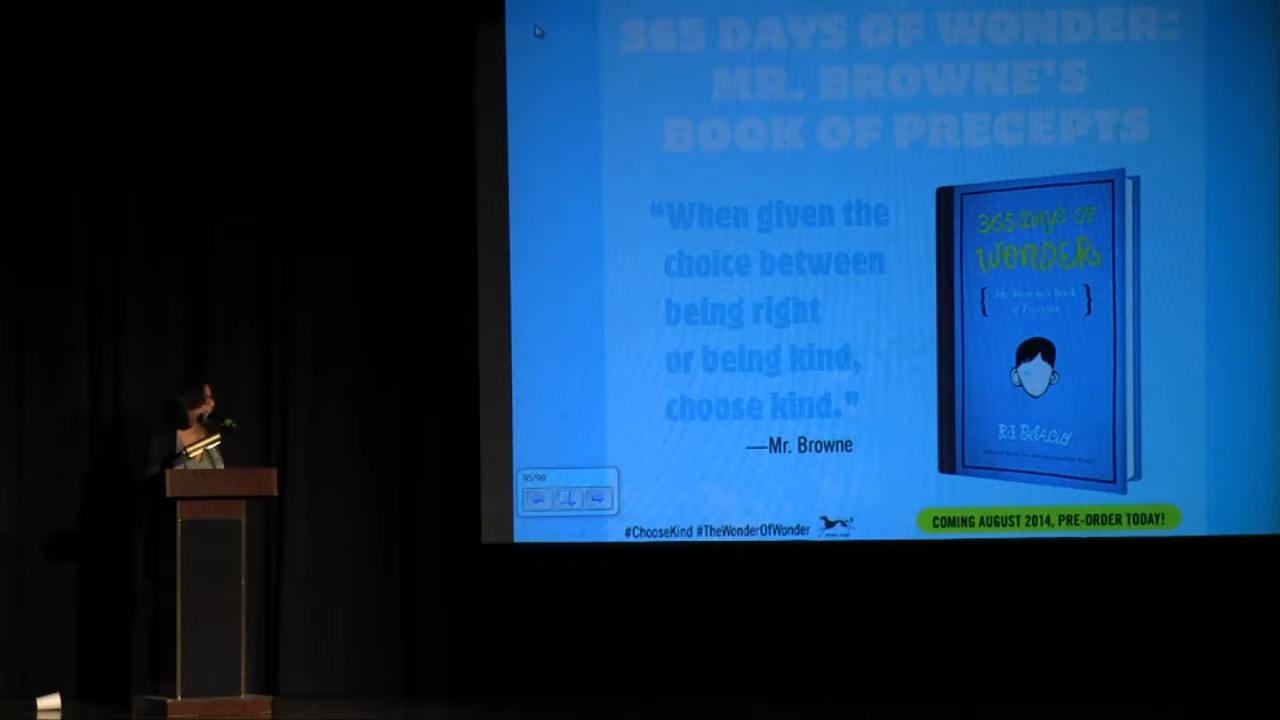 365 DAYS OF WONDER:
MR. BROWNE'S
BOOK OF PRECEPTS
“When given the
choice between
being right
or being kind,
choose kind.”
—Mr. Browne
365 Days of
WONDER
{ Mr. Browne's Book
of Precepts }
RJ Palacio
95/98
#ChooseKind #TheWonderOfWonder
COMING AUGUST 2014, PRE-ORDER TODAY!